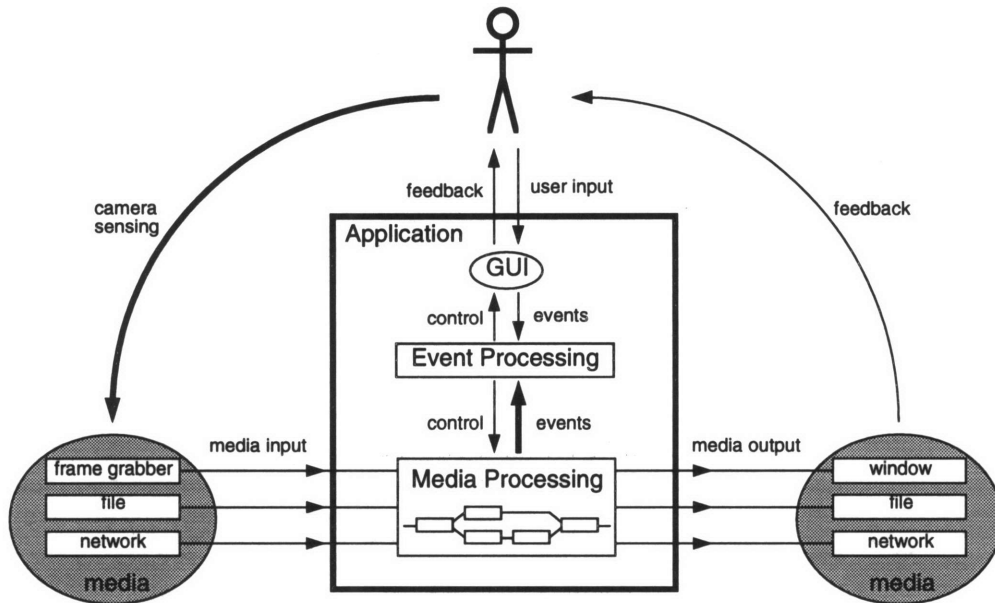 feedback
user input
camera
sensing
feedback
Application
GUI
control
events
Event Processing
control
events
media input
media output
frame grabber
file
network
media
Media Processing
window
file
network
media